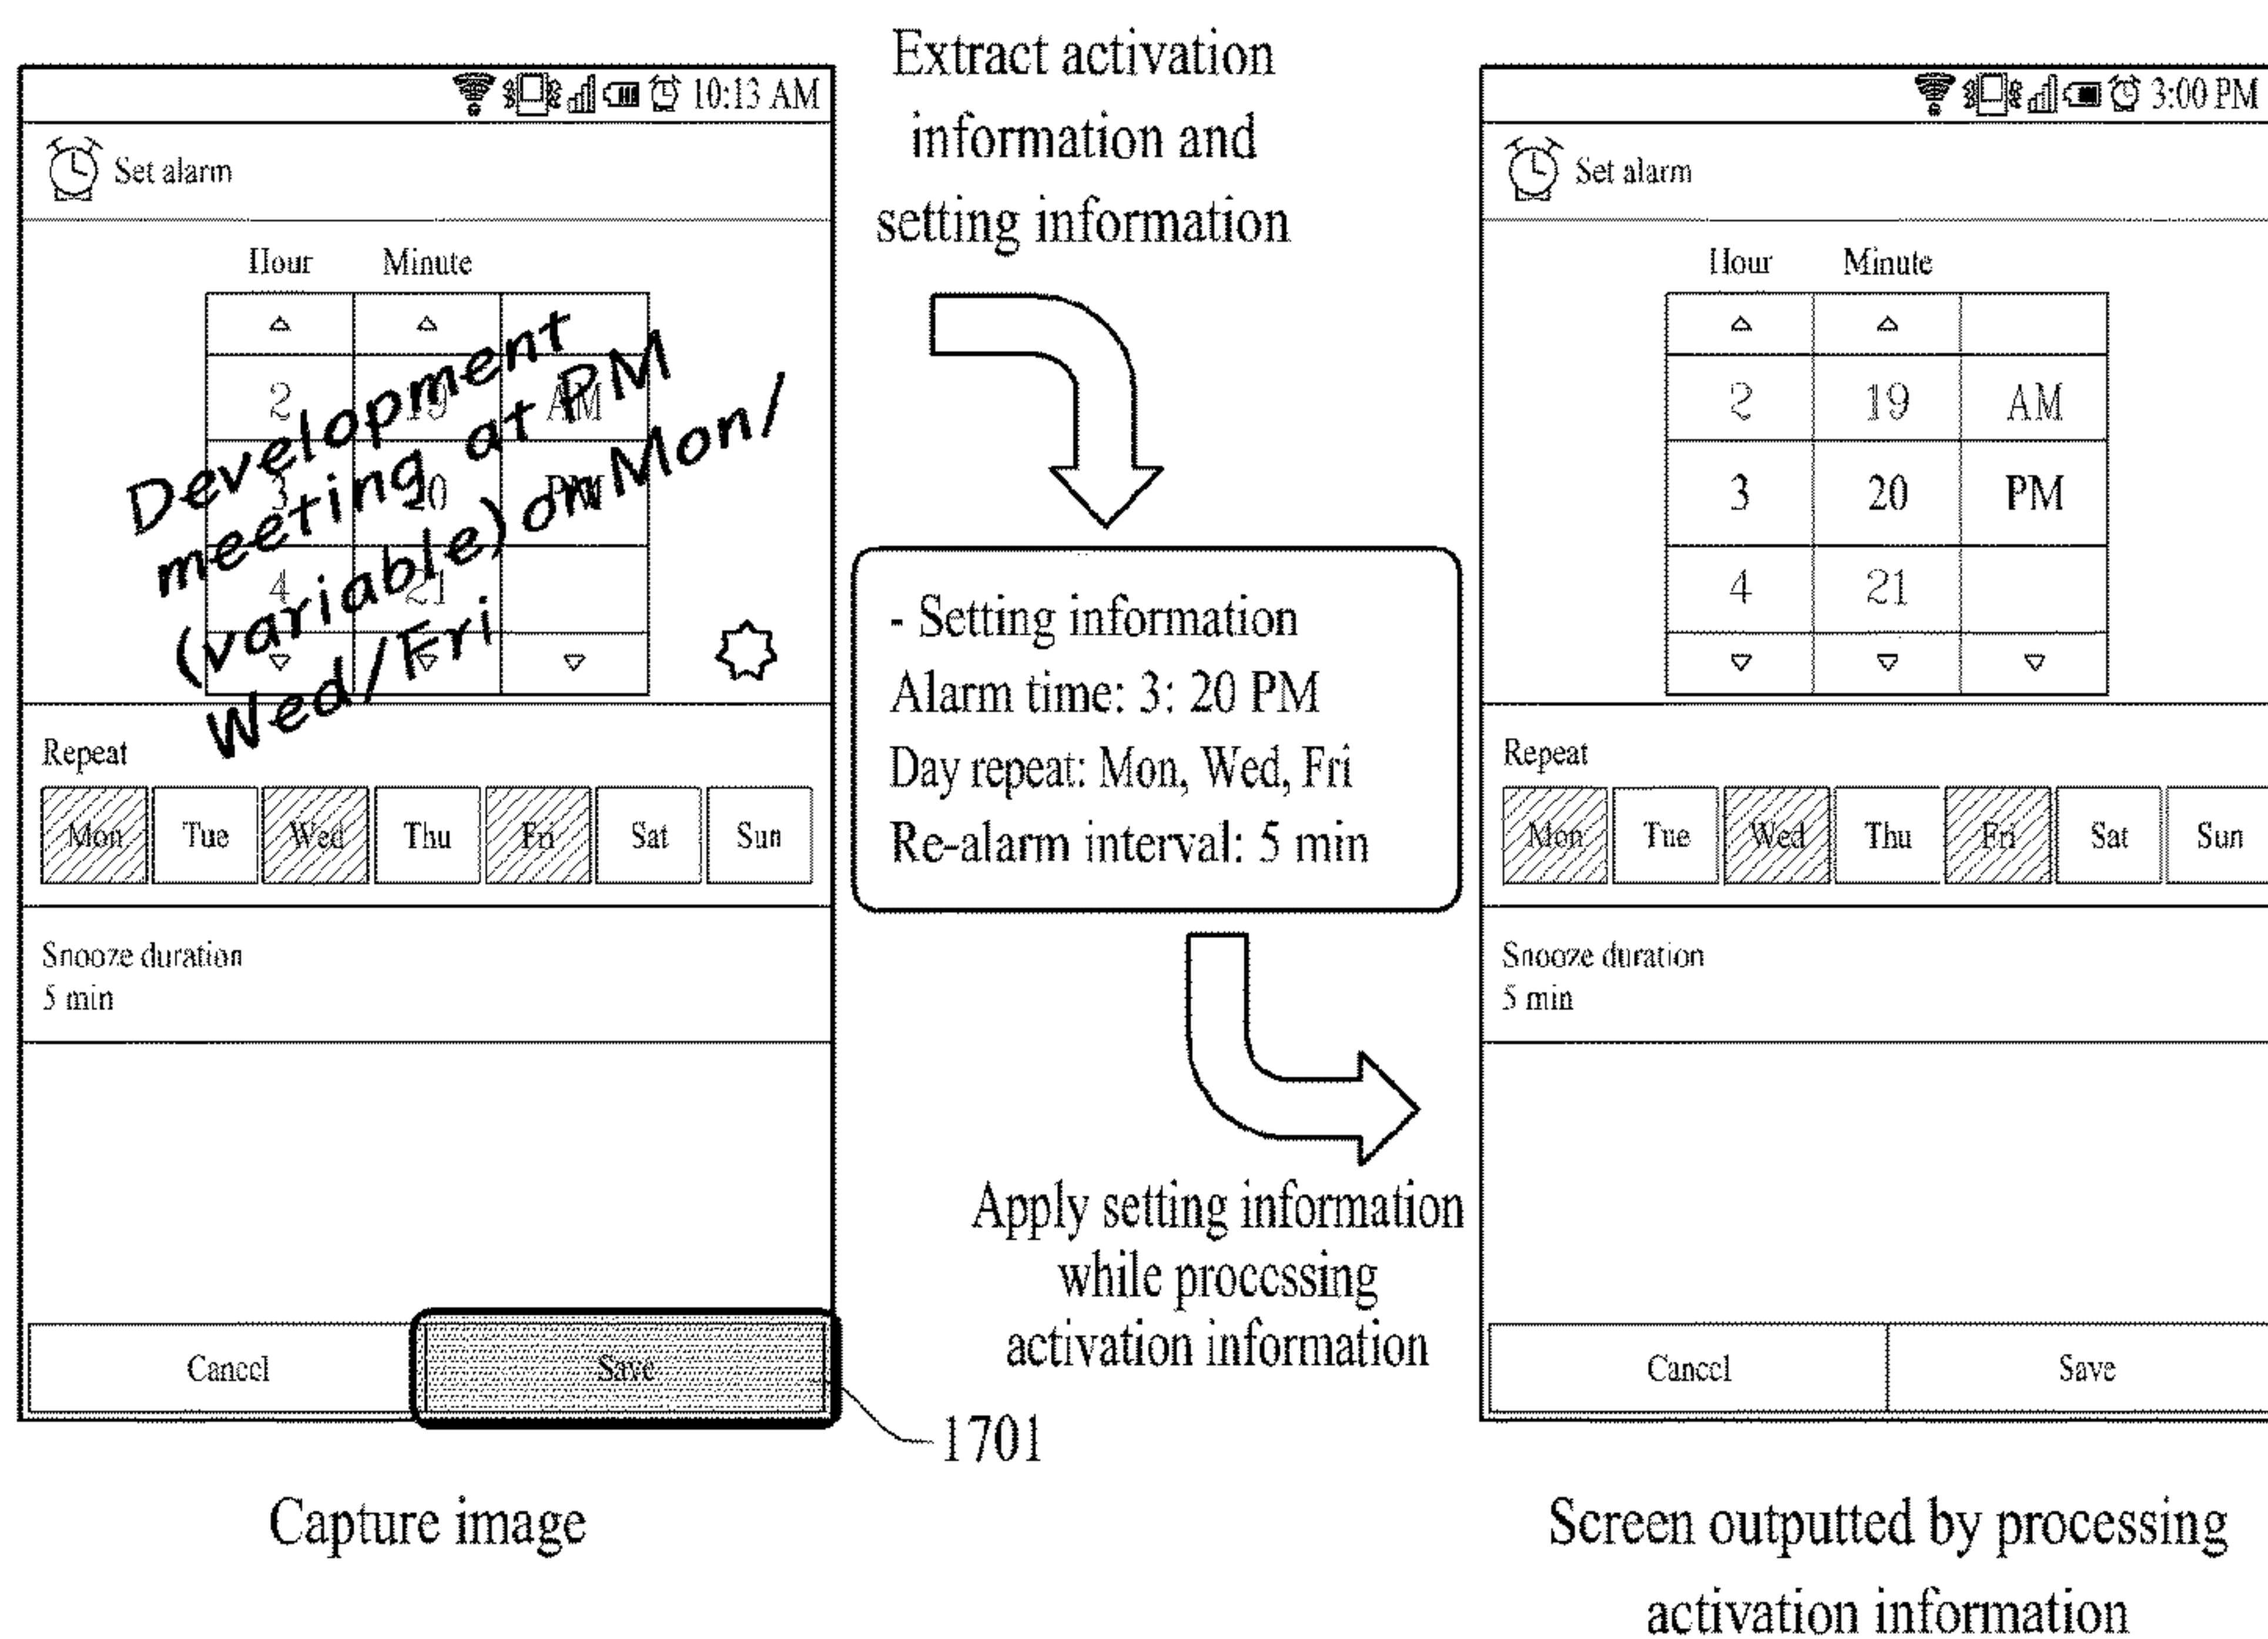 10:13 AM
Set alarm
Hour Minute
2 19 AM
3 20 PM
4 21
Development
meeting at PM
(variable) on Mon/
Wed/Fri
Repeat
Mon Tue Wed Thu Fri Sat Sun
Snooze duration
5 min
Cancel Save
1701
Capture image
Extract activation
information and
setting information
- Setting information
Alarm time: 3: 20 PM
Day repeat: Mon, Wed, Fri
Re-alarm interval: 5 min
Apply setting information
while processing
activation information
3:00 PM
Set alarm
Hour Minute
2 19 AM
3 20 PM
4 21
Repeat
Mon Tue Wed Thu Fri Sat Sun
Snooze duration
5 min
Cancel Save
Screen outputted by processing
activation information